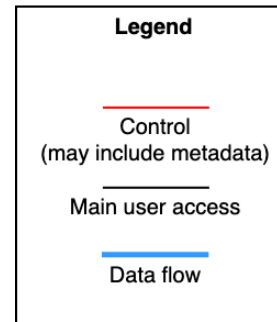 Legend
Control
(may include metadata)
Main user access
Data flow